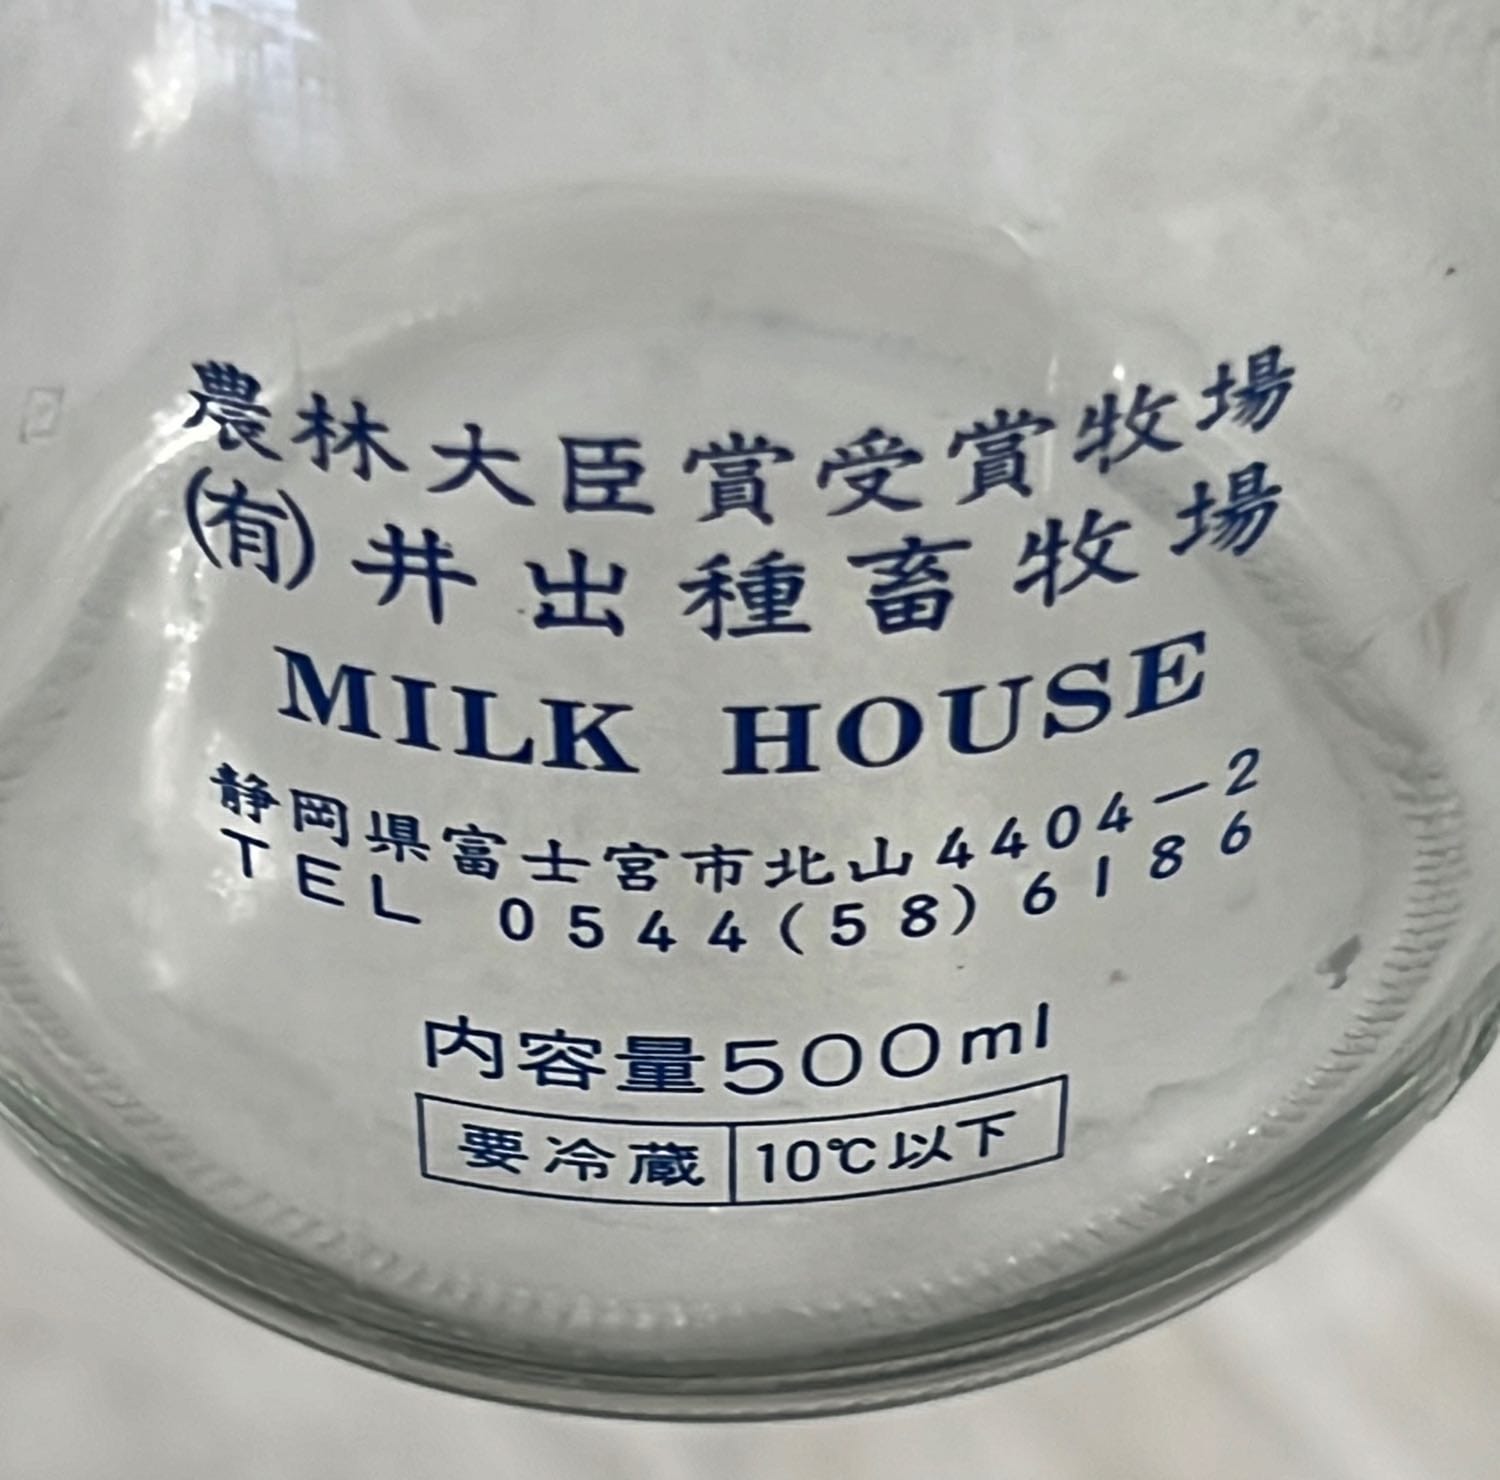 農林大臣賞受賞牧場
(有)井出種畜牧場
MILK HOUSE
静岡県富士宮市北山4404-2
TEL 0544(58)6186
内容量500ml
要冷蔵 10℃以下